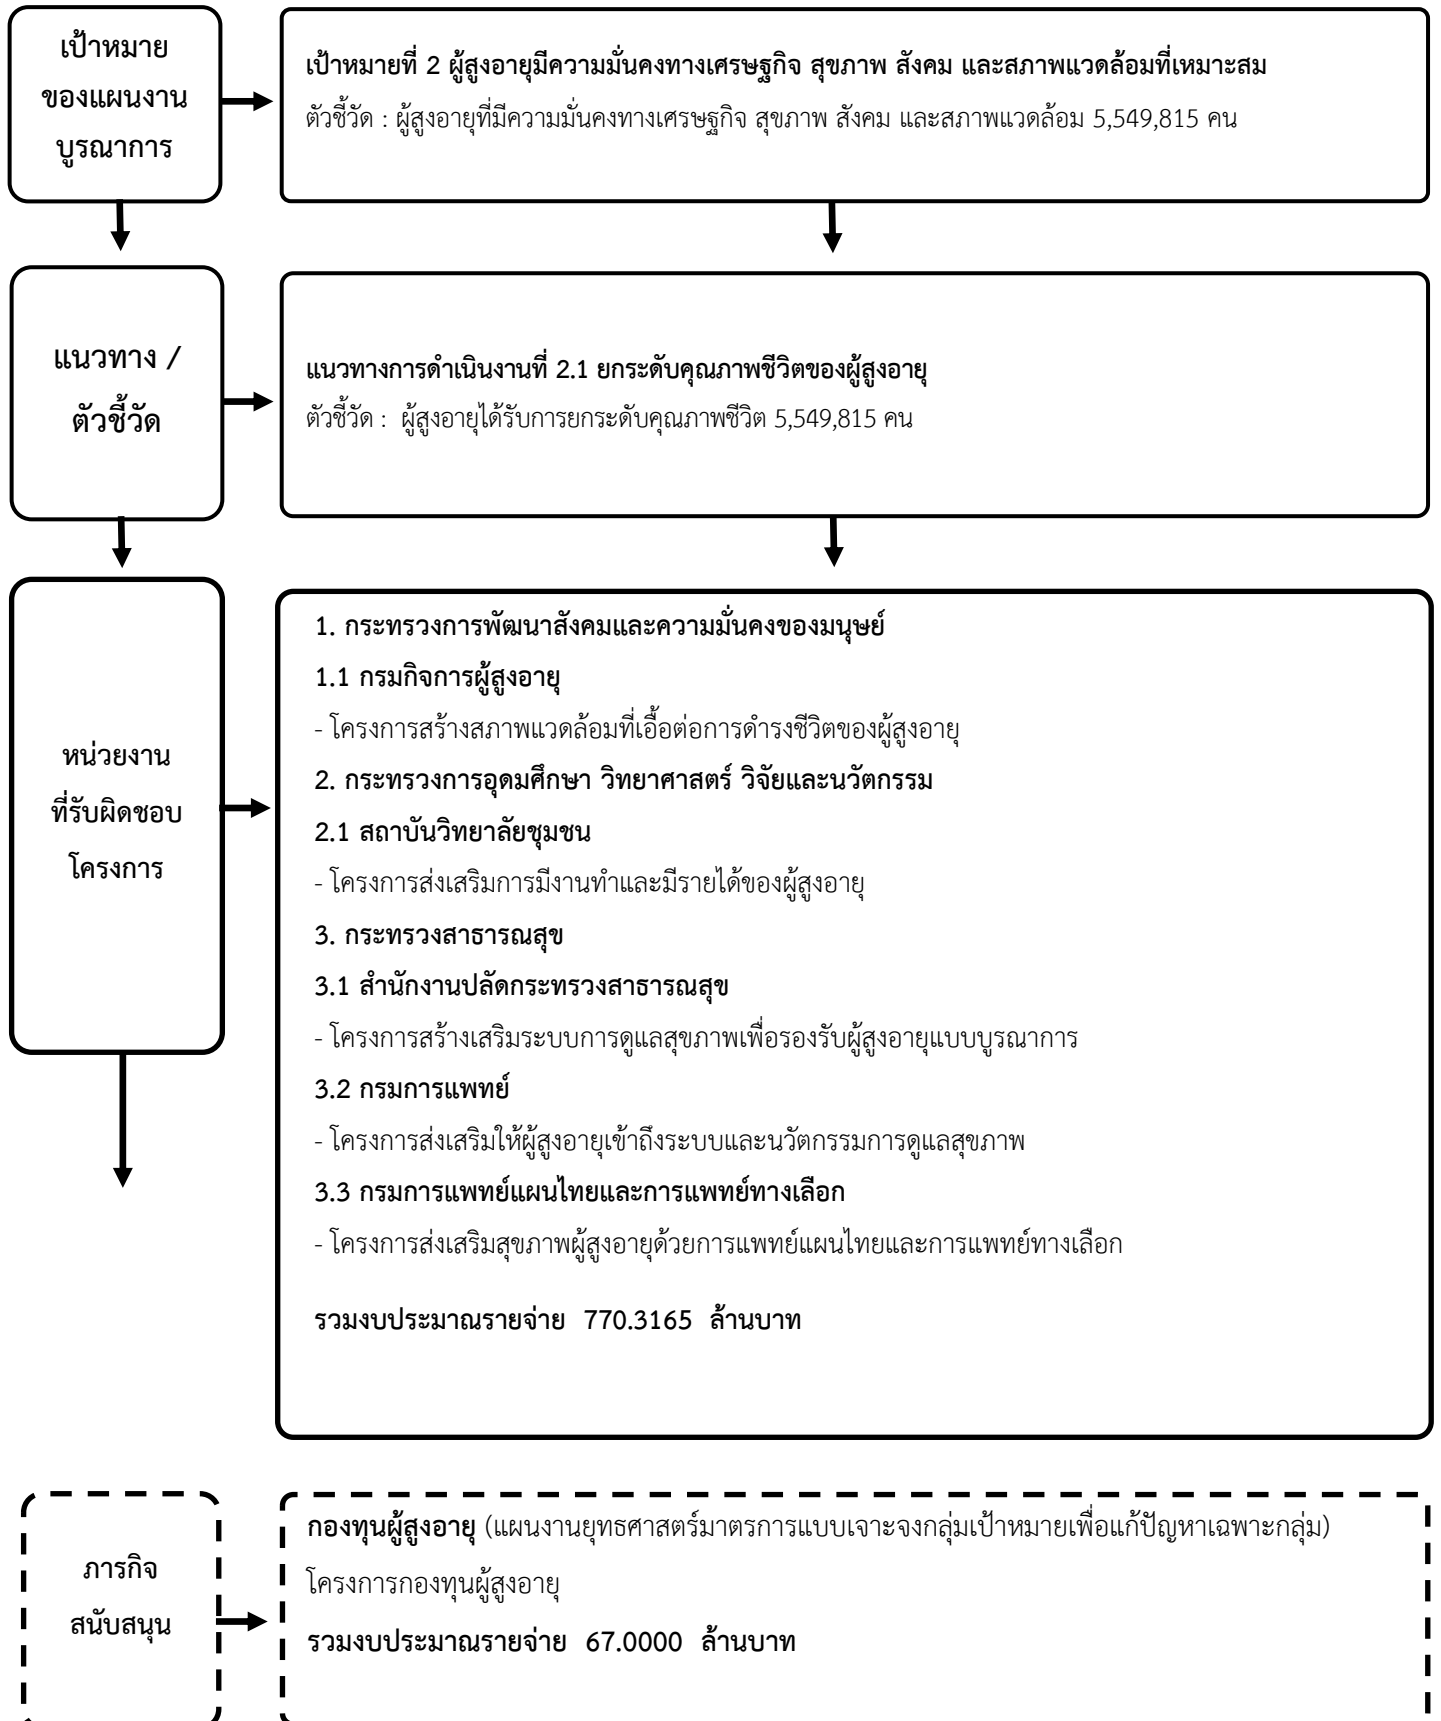 เป้าหมาย
ของแผนงาน
บูรณาการ
เป้าหมายที่ 2 ผู้สูงอายุมีความมั่นคงทางเศรษฐกิจ สุขภาพ สังคม และสภาพแวดล้อมที่เหมาะสม
ตัวชี้วัด : ผู้สูงอายุที่มีความมั่นคงทางเศรษฐกิจ สุขภาพ สังคม และสภาพแวดล้อม 5,549,815 คน
แนวทาง /
ตัวชี้วัด
แนวทางการดำเนินงานที่ 2.1 ยกระดับคุณภาพชีวิตของผู้สูงอายุ
ตัวชี้วัด : ผู้สูงอายุได้รับการยกระดับคุณภาพชีวิต 5,549,815 คน
หน่วยงาน
ที่รับผิดชอบ
โครงการ
1. กระทรวงการพัฒนาสังคมและความมั่นคงของมนุษย์
1.1 กรมกิจการผู้สูงอายุ
- โครงการสร้างสภาพแวดล้อมที่เอื้อต่อการดำรงชีวิตของผู้สูงอายุ
2. กระทรวงการอุดมศึกษา วิทยาศาสตร์ วิจัยและนวัตกรรม
2.1 สถาบันวิทยาลัยชุมชน
- โครงการส่งเสริมการมีงานทำและมีรายได้ของผู้สูงอายุ
3. กระทรวงสาธารณสุข
3.1 สำนักงานปลัดกระทรวงสาธารณสุข
- โครงการสร้างเสริมระบบการดูแลสุขภาพเพื่อรองรับผู้สูงอายุแบบบูรณาการ
3.2 กรมการแพทย์
- โครงการส่งเสริมให้ผู้สูงอายุเข้าถึงระบบและนวัตกรรมการดูแลสุขภาพ
3.3 กรมการแพทย์แผนไทยและการแพทย์ทางเลือก
- โครงการส่งเสริมสุขภาพผู้สูงอายุด้วยการแพทย์แผนไทยและการแพทย์ทางเลือก
รวมงบประมาณรายจ่าย 770.3165 ล้านบาท
ภารกิจ
สนับสนุน
กองทุนผู้สูงอายุ (แผนงานยุทธศาสตร์มาตรการแบบเจาะจงกลุ่มเป้าหมายเพื่อแก้ปัญหาเฉพาะกลุ่ม)
โครงการกองทุนผู้สูงอายุ
รวมงบประมาณรายจ่าย 67.0000 ล้านบาท